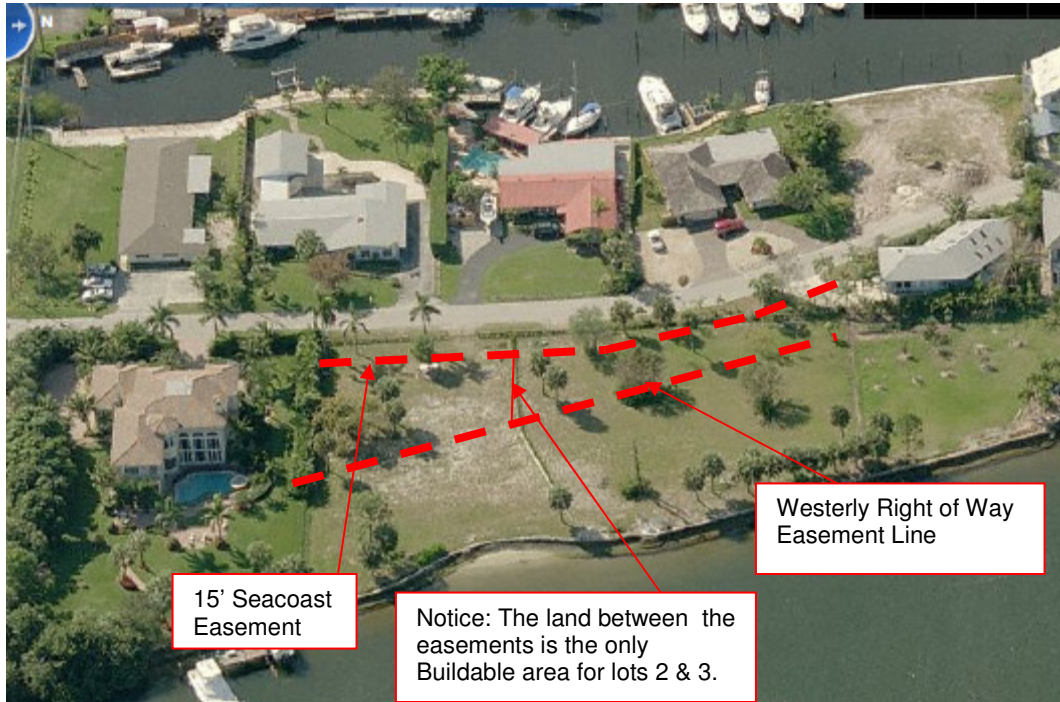 N
Westerly Right of Way
Easement Line
15’ Seacoast
Easement
Notice: The land between the
easements is the only
Buildable area for lots 2 & 3.